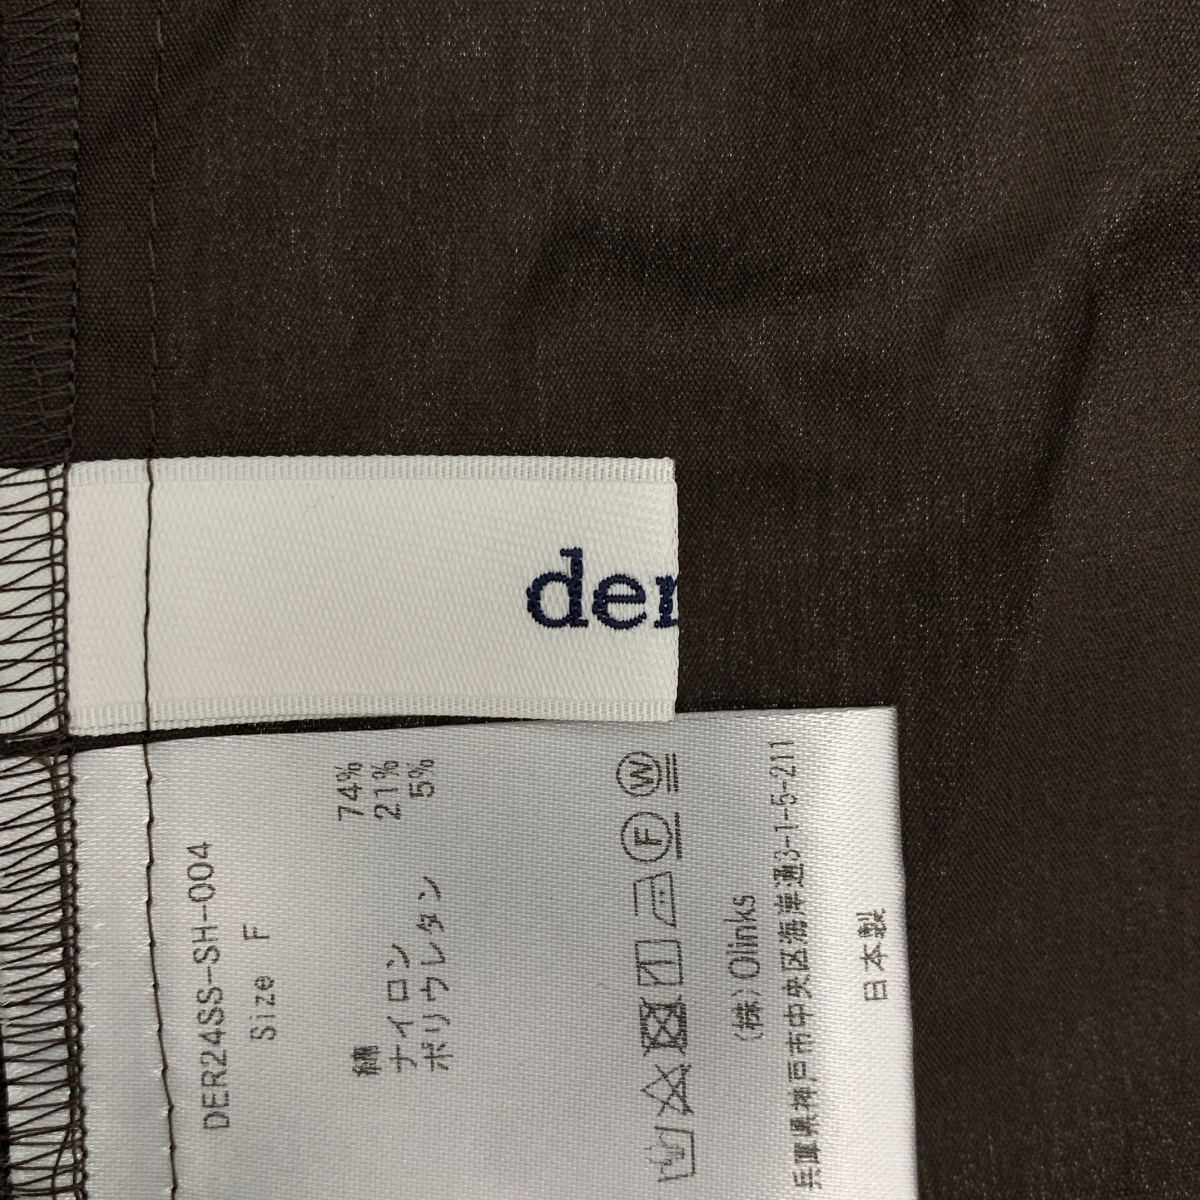 der
DER24SS-SH-004
Size F
綿 74%
ナイロン 21%
ポリウレタン 5%
F W
(株)Olinks
兵庫県神戸市中央区海岸通3-1-5-211
日本製